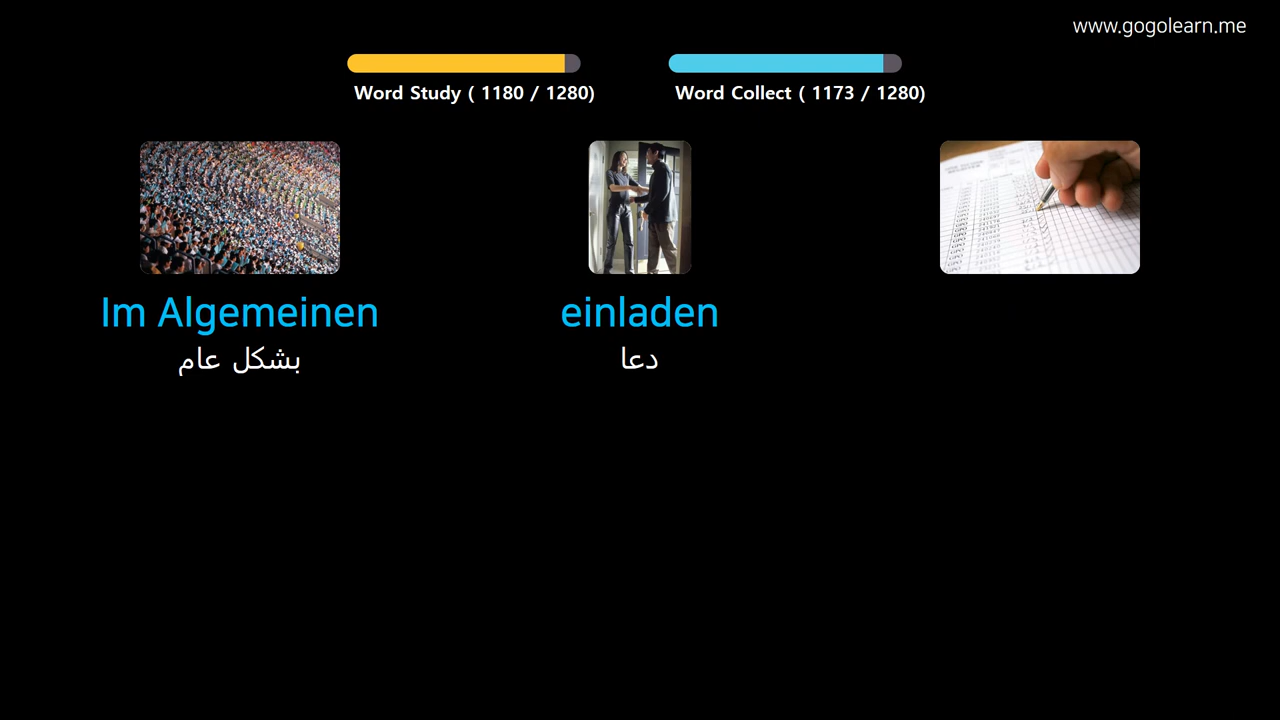 www.gogolearn.me
Word Study ( 1180 / 1280)
Word Collect ( 1173 / 1280)
Im Algemeinen
einladen
بشكل عام
دعا